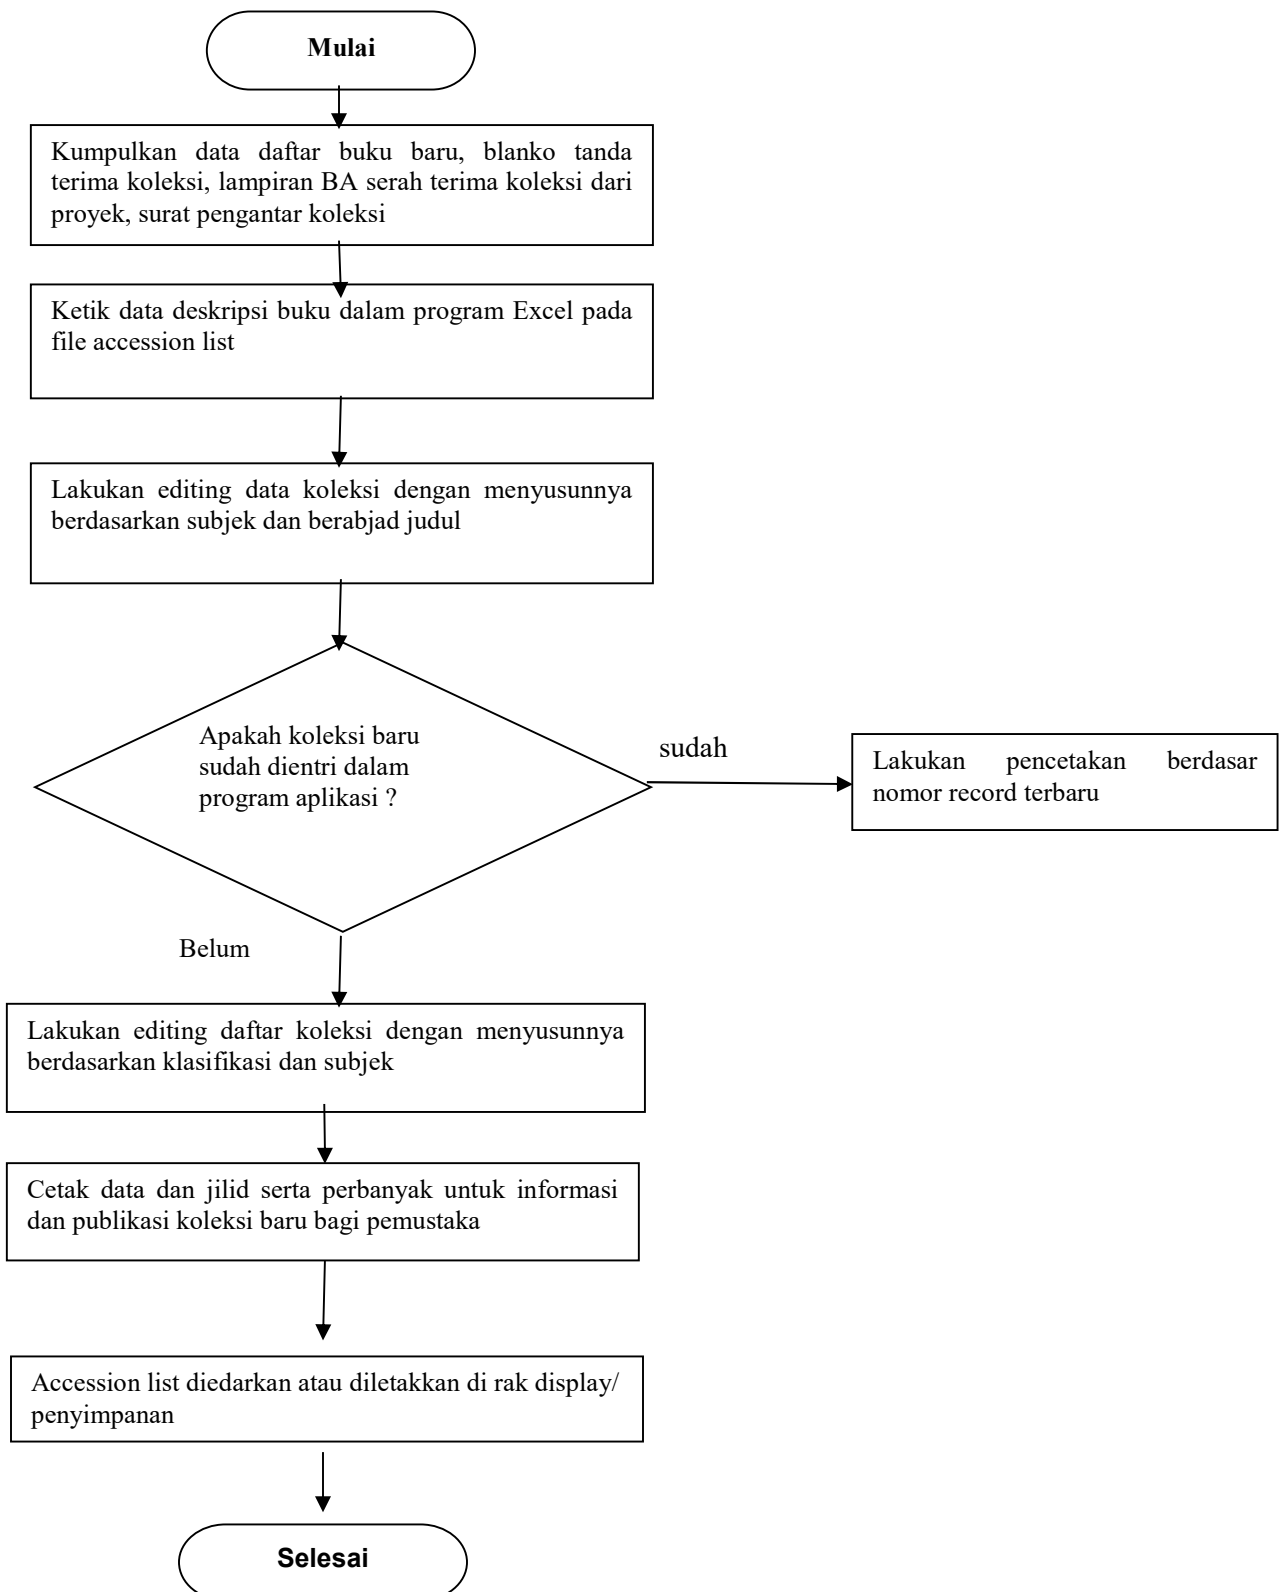 Mulai
Kumpulkan data daftar buku baru, blanko tanda
terima koleksi, lampiran BA serah terima koleksi dari
proyek, surat pengantar koleksi
Ketik data deskripsi buku dalam program Excel pada
file accession list
Lakukan editing data koleksi dengan menyusunnya
berdasarkan subjek dan berabjad judul
Apakah koleksi baru
sudah dientri dalam
program aplikasi ?
sudah
Lakukan pencetakan berdasar
nomor record terbaru
Belum
Lakukan editing daftar koleksi dengan menyusunnya
berdasarkan klasifikasi dan subjek
Cetak data dan jilid serta perbanyak untuk informasi
dan publikasi koleksi baru bagi pemustaka
Accession list diedarkan atau diletakkan di rak display/
penyimpanan
Selesai